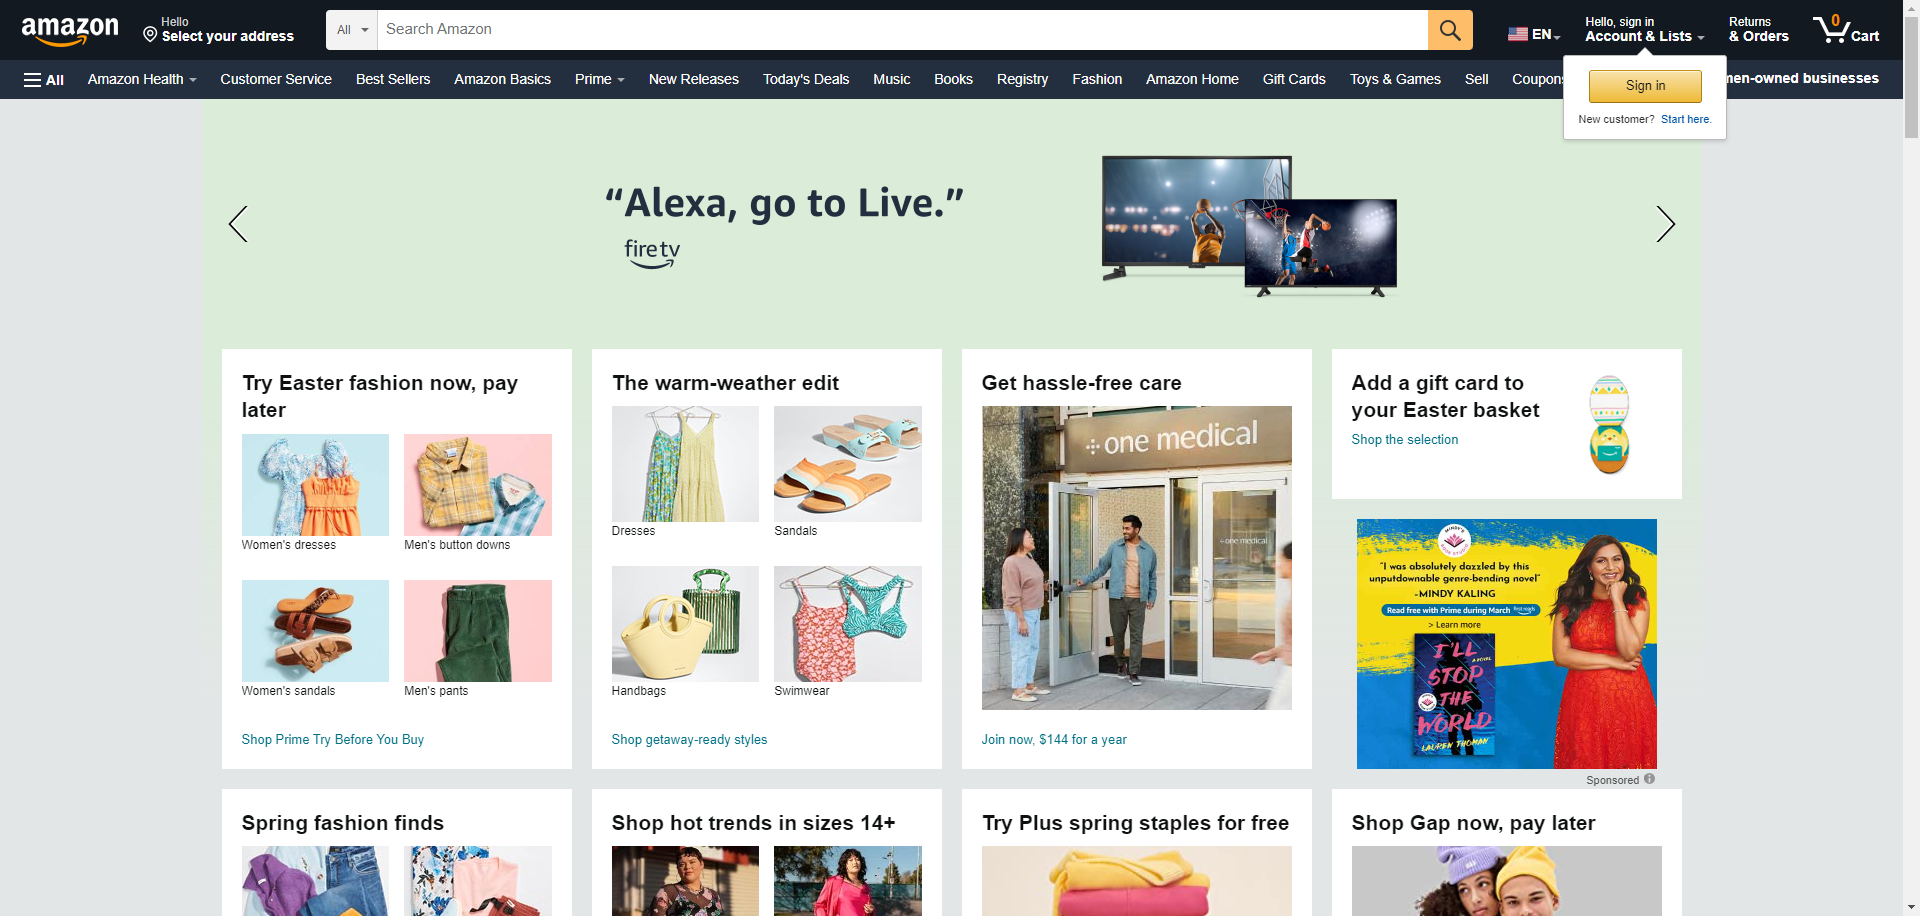 amazon
Hello
Select your address
All
Search Amazon
EN
Hello, sign in
Account & Lists
Returns
& Orders
0
Cart
All
Amazon Health
Customer Service
Best Sellers
Amazon Basics
Prime
New Releases
Today's Deals
Music
Books
Registry
Fashion
Amazon Home
Gift Cards
Toys & Games
Sell
Coupons
men-owned businesses
Sign in
New customer? Start here.
“Alexa, go to Live.”
fire tv
Try Easter fashion now, pay
later
Women's dresses
Men's button downs
Women's sandals
Men's pants
Shop Prime Try Before You Buy
The warm-weather edit
Dresses
Sandals
Handbags
Swimwear
Shop getaway-ready styles
Get hassle-free care
one medical
one medical
Join now, $144 for a year
Add a gift card to
your Easter basket
Shop the selection
MINDY'S
BOOK STUDIO
“I was absolutely dazzled by this
unputdownable genre-bending novel”
-MINDY KALING
Read free with Prime during March first reads
> Learn more
I'LL
A NOVEL
STOP
THE
WORLD
LAUREN THOMAN
Sponsored
Spring fashion finds
Shop hot trends in sizes 14+
Try Plus spring staples for free
Shop Gap now, pay later